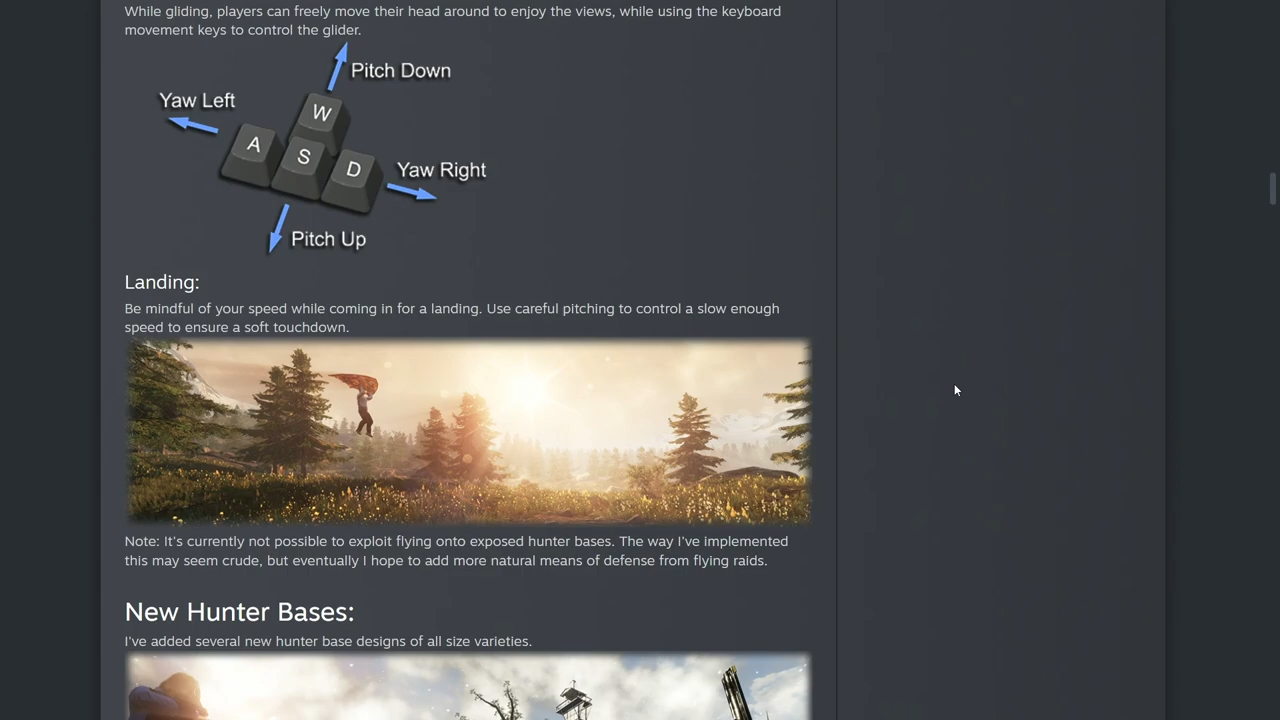 While gliding, players can freely move their head around to enjoy the views, while using the keyboard
movement keys to control the glider.
Pitch Down
Yaw Left
W
A
S
D
Yaw Right
Pitch Up
Landing:
Be mindful of your speed while coming in for a landing. Use careful pitching to control a slow enough
speed to ensure a soft touchdown.
Note: It's currently not possible to exploit flying onto exposed hunter bases. The way I've implemented
this may seem crude, but eventually I hope to add more natural means of defense from flying raids.
New Hunter Bases:
I've added several new hunter base designs of all size varieties.